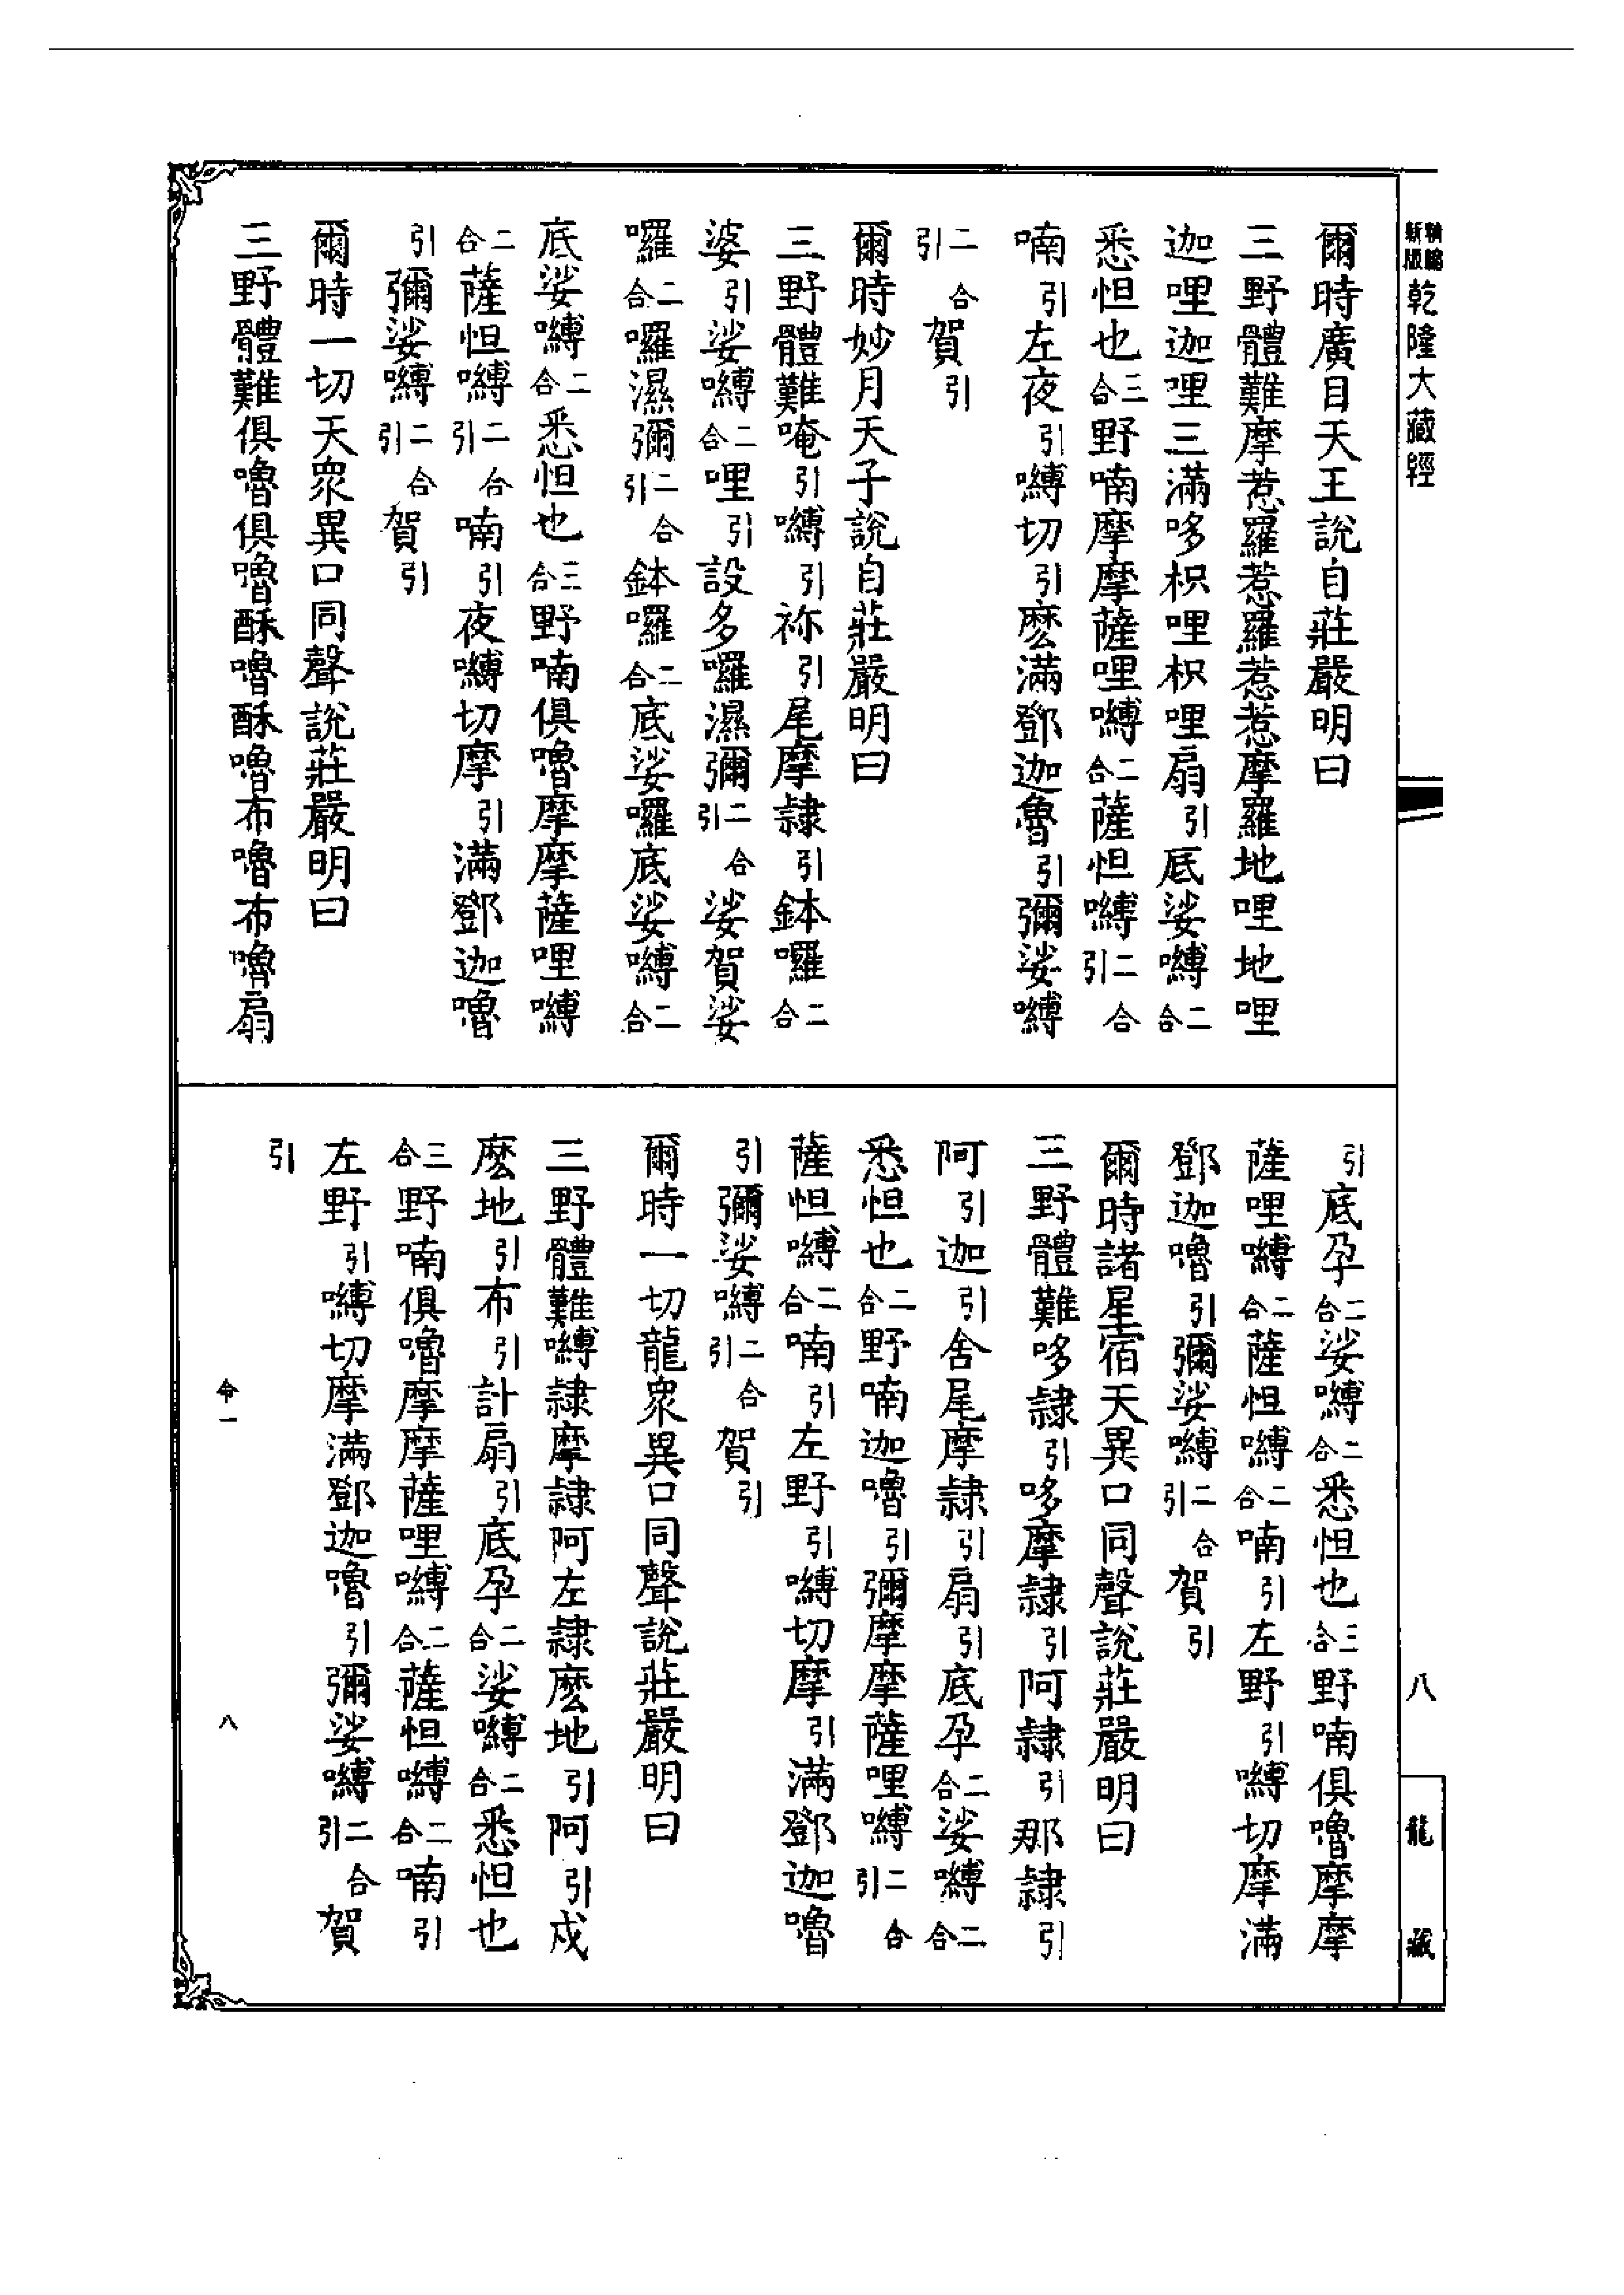 精編新版
乾隆大藏經
爾時廣目天王說自莊嚴明曰
三野體難摩惹羅惹羅惹惹摩羅地哩地哩
迦哩迦哩三滿哆枳哩枳哩扇引底娑嚩二合
悉怛也三合野喃摩摩薩哩嚩二合薩怛嚩二合引
喃引左夜引嚩切引麽滿鄧迦魯引彌娑嚩
二合引賀引
爾時妙月天子說自莊嚴明曰
三野體難唵引嚩引祢引尾摩隸引鉢囉二合
婆引娑嚩二合哩引設多囉濕彌二合引娑賀娑
囉二合囉濕彌二合引鉢囉二合底娑囉底娑嚩二合
底娑嚩二合悉怛也三合野喃俱嚕摩摩薩哩嚩
二合薩怛嚩二合引喃引夜嚩切摩引滿鄧迦嚕
引彌娑嚩二合引賀引
爾時一切天眾異口同聲說莊嚴明曰
三野體難俱嚕俱嚕酥嚕酥嚕布嚕布嚕扇
引底孕二合娑嚩二合悉怛也三合野喃俱嚕摩摩
薩哩嚩二合薩怛嚩二合喃引左野引嚩切摩滿
鄧迦嚕引彌娑嚩二合引賀引
爾時諸星宿天異口同聲說莊嚴明曰
三野體難哆隸引哆摩隸引阿隸引那隸引
阿引迦引舍尾摩隸引扇引底孕二合娑嚩二合
悉怛也二合野喃迦嚕引彌摩摩薩哩嚩二合引
薩怛嚩二合喃引左野引嚩切摩引滿鄧迦嚕
引彌娑嚩二合引賀引
爾時一切龍眾異口同聲說莊嚴明曰
三野體難嚩隸摩隸阿左隸麽地引阿引戍
麽地引布引計扇引底孕二合娑嚩二合悉怛也
三合野喃俱嚕摩摩薩哩嚩二合薩怛嚩二合喃引
左野引嚩切摩滿鄧迦嚕引彌娑嚩二合引賀
引
八
龍藏
命一
八